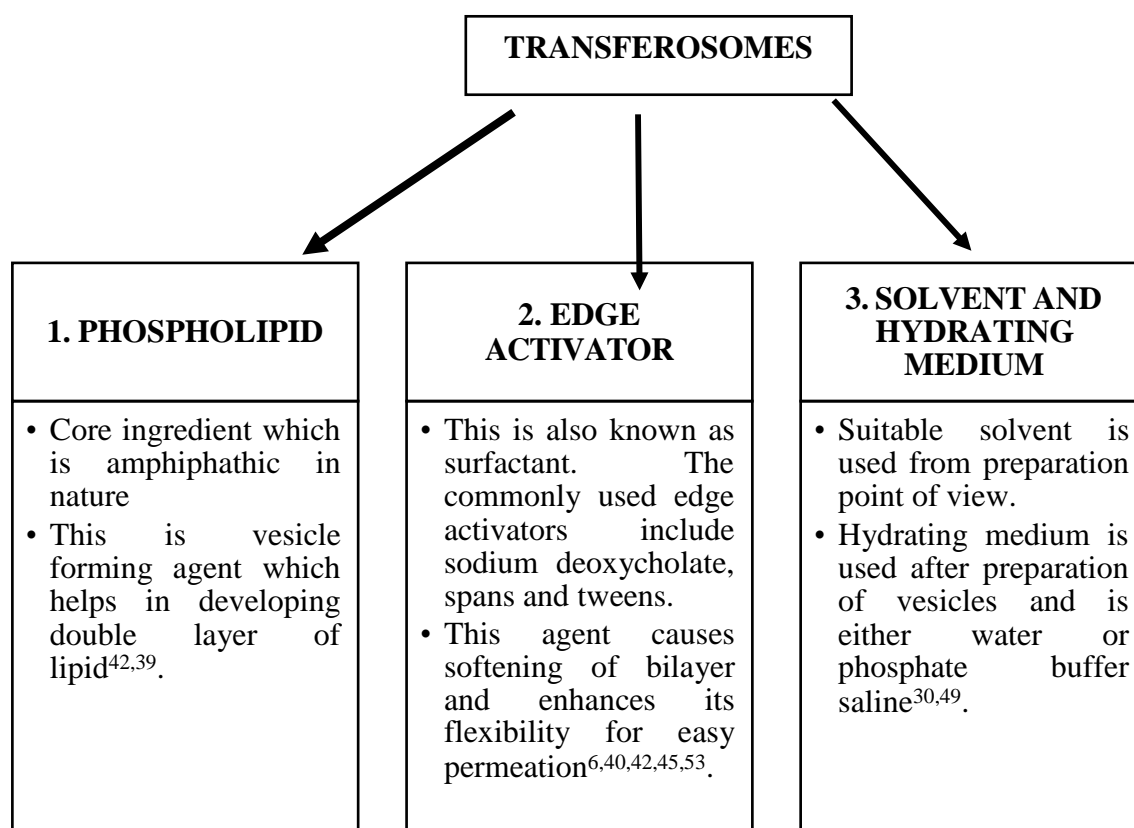 TRANSFEROSOMES
1. PHOSPHOLIPID
• Core ingredient which
is amphiphathic in
nature
• This is vesicle
forming agent which
helps in developing
double layer of
lipid42,39.
2. EDGE
ACTIVATOR
• This is also known as
surfactant. The
commonly used edge
activators include
sodium deoxycholate,
spans and tweens.
• This agent causes
softening of bilayer
and enhances its
flexibility for easy
permeation6,40,42,45,53.
3. SOLVENT AND
HYDRATING
MEDIUM
• Suitable solvent is
used from preparation
point of view.
• Hydrating medium is
used after preparation
of vesicles and is
either water or
phosphate buffer
saline30,49.